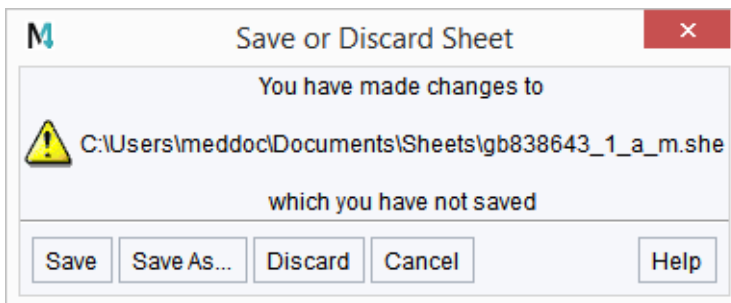 Save or Discard Sheet
You have made changes to
C:\Users\meddoc\Documents\Sheets\gb838643_1_a_m.she
which you have not saved
Save Save As... Discard Cancel Help